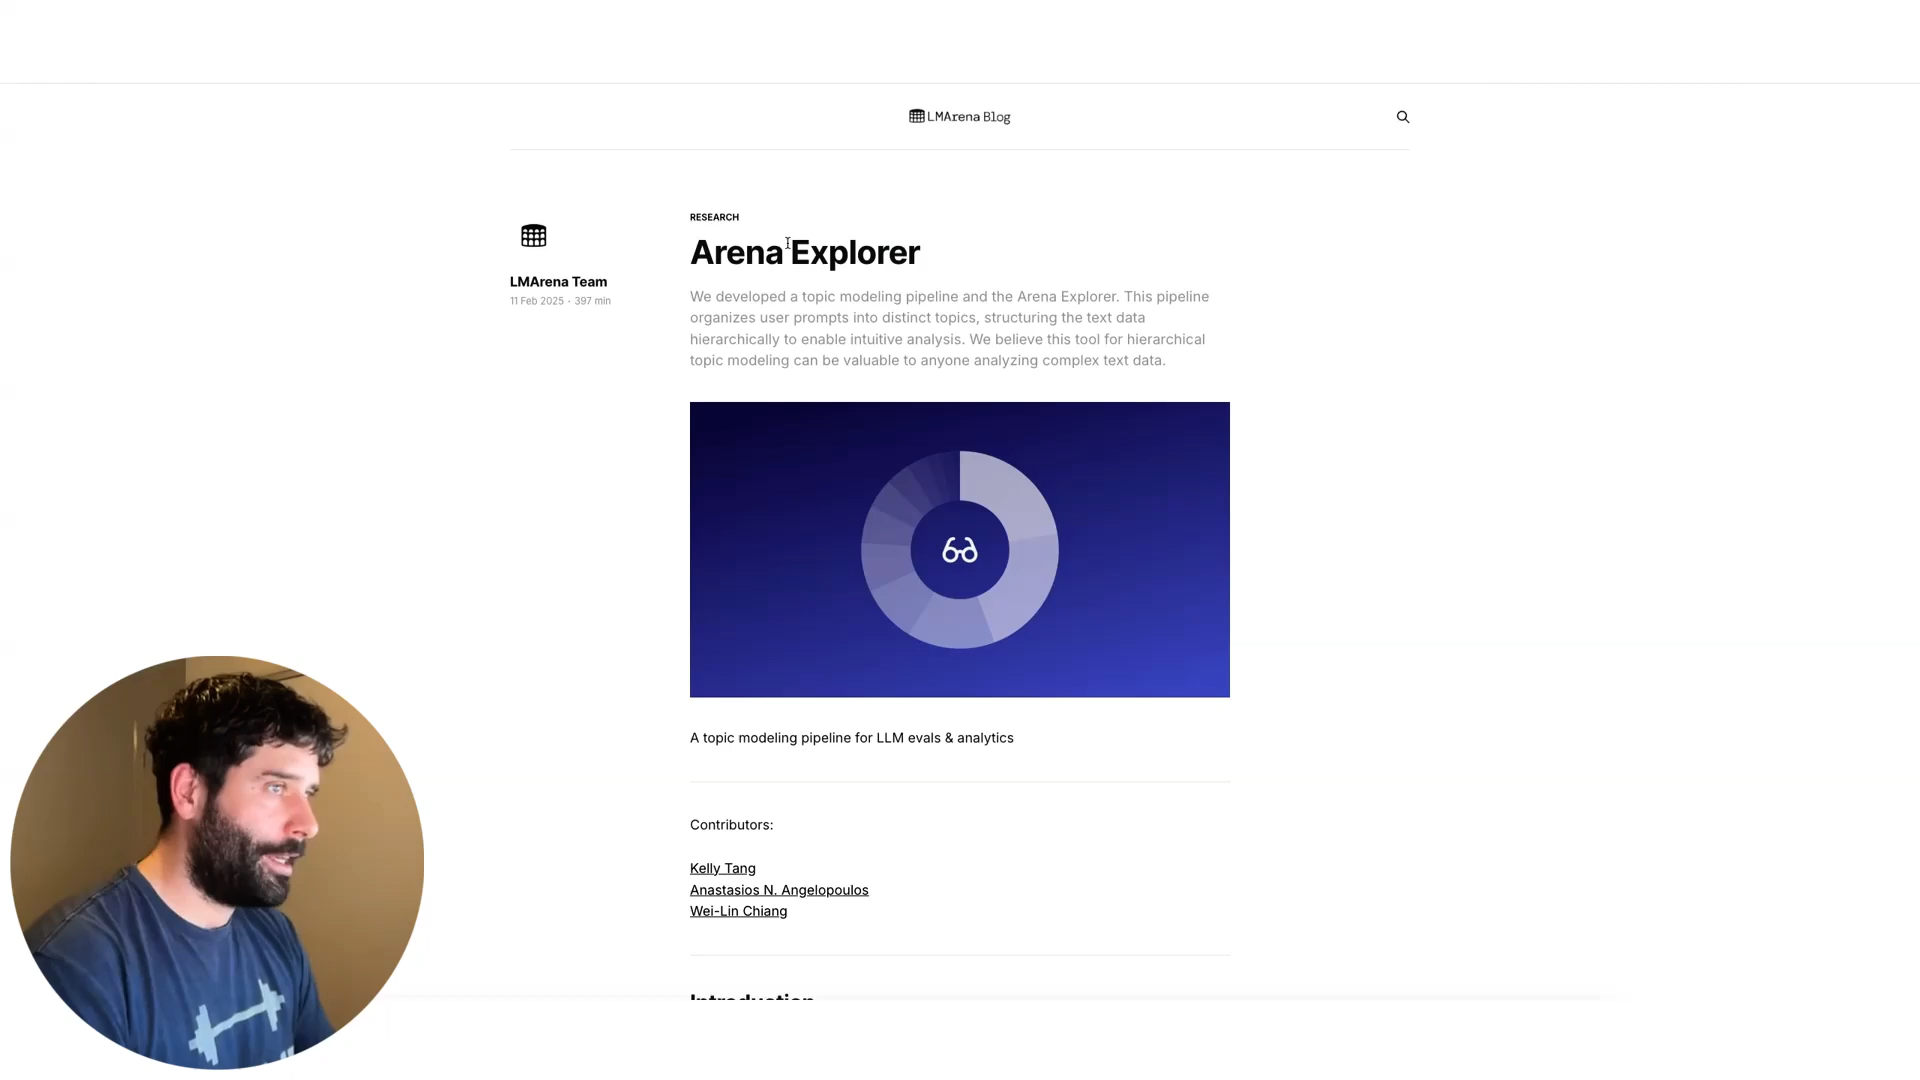 LMArena Blog
RESEARCH
Arena Explorer
LMArena Team
11 Feb 2025 · 397 min
We developed a topic modeling pipeline and the Arena Explorer. This pipeline
organizes user prompts into distinct topics, structuring the text data
hierarchically to enable intuitive analysis. We believe this tool for hierarchical
topic modeling can be valuable to anyone analyzing complex text data.
A topic modeling pipeline for LLM evals & analytics
Contributors:
Kelly Tang
Anastasios N. Angelopoulos
Wei-Lin Chiang
Introduction